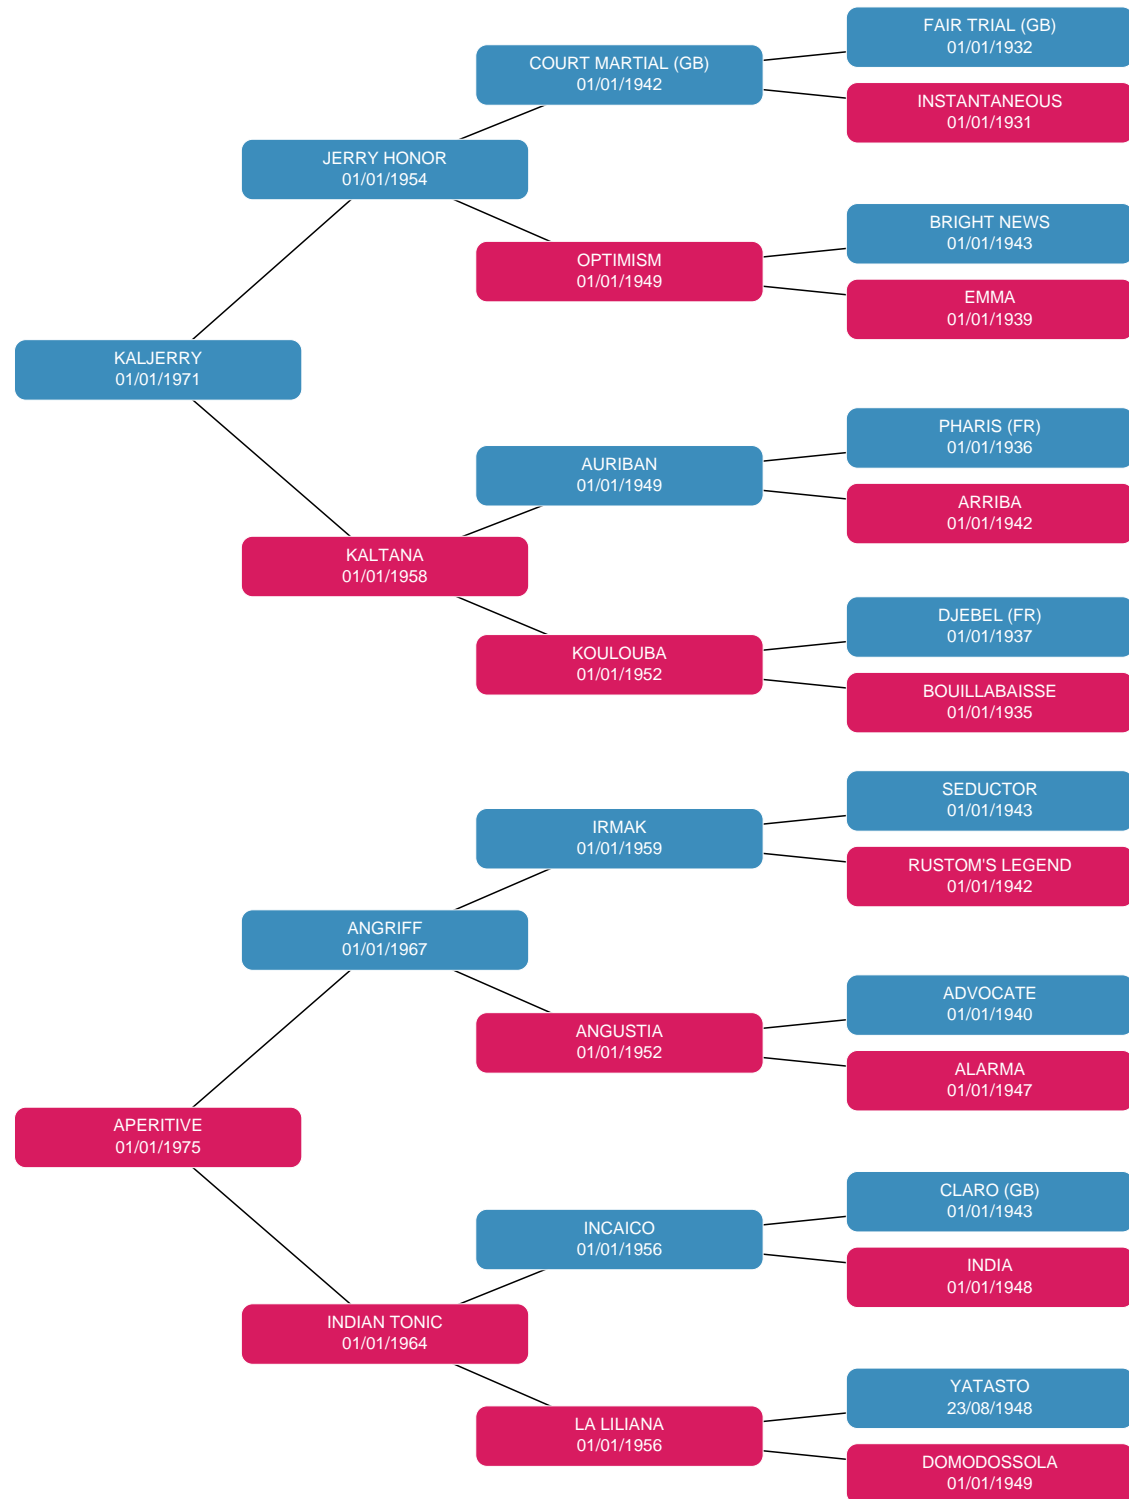 FAIR TRIAL (GB)
01/01/1932
COURT MARTIAL (GB)
01/01/1942
INSTANTANEOUS
01/01/1931
JERRY HONOR
01/01/1954
BRIGHT NEWS
01/01/1943
OPTIMISM
01/01/1949
EMMA
01/01/1939
KALJERRY
01/01/1971
PHARIS (FR)
01/01/1936
AURIBAN
01/01/1949
ARRIBA
01/01/1942
KALTANA
01/01/1958
DJEBEL (FR)
01/01/1937
KOULOUBA
01/01/1952
BOUILLABAISSE
01/01/1935
SEDUCTOR
01/01/1943
IRMAK
01/01/1959
RUSTOM'S LEGEND
01/01/1942
ANGRIFF
01/01/1967
ADVOCATE
01/01/1940
ANGUSTIA
01/01/1952
ALARMA
01/01/1947
APERITIVE
01/01/1975
CLARO (GB)
01/01/1943
INCAICO
01/01/1956
INDIA
01/01/1948
INDIAN TONIC
01/01/1964
YATASTO
23/08/1948
LA LILIANA
01/01/1956
DOMODOSSOLA
01/01/1949